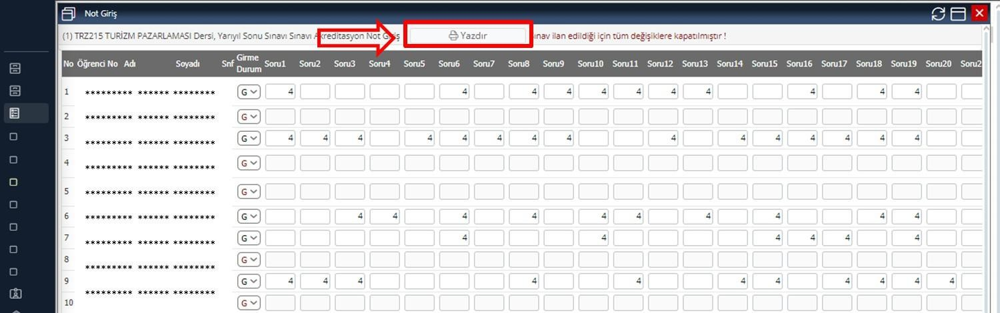 Not Giriş
(1) TRZ215 TURİZM PAZARLAMASI Dersi, Yarıyıl Sonu Sınavı Sınavı Akreditasyon Not Giriş Yazdır ınav ilan edildiği için tüm değişiklere kapatılmıştır !
No Öğrenci No Adı Soyadı Snf Girme Durum Soru1 Soru2 Soru3 Soru4 Soru5 Soru6 Soru7 Soru8 Soru9 Soru10 Soru11 Soru12 Soru13 Soru14 Soru15 Soru16 Soru17 Soru18 Soru19 Soru20 Soru2
1 ********* ****** ******** G 4 4 4 4 4 4 4 4 4 4 4
2 ********* ****** ******** G
3 ********* ****** ******** G 4 4 4 4 4 4 4 4 4 4 4 4 4 4 4
4 ********* ****** ******** G
5 ********* ****** ******** G
6 ********* ****** ******** G 4 4 4 4 4 4 4 4 4 4
7 ********* ****** ******** G 4 4 4 4 4 4
8 ********* ****** ******** G
9 ********* ****** ******** G 4 4 4 4 4 4 4 4 4 4 4
10 G